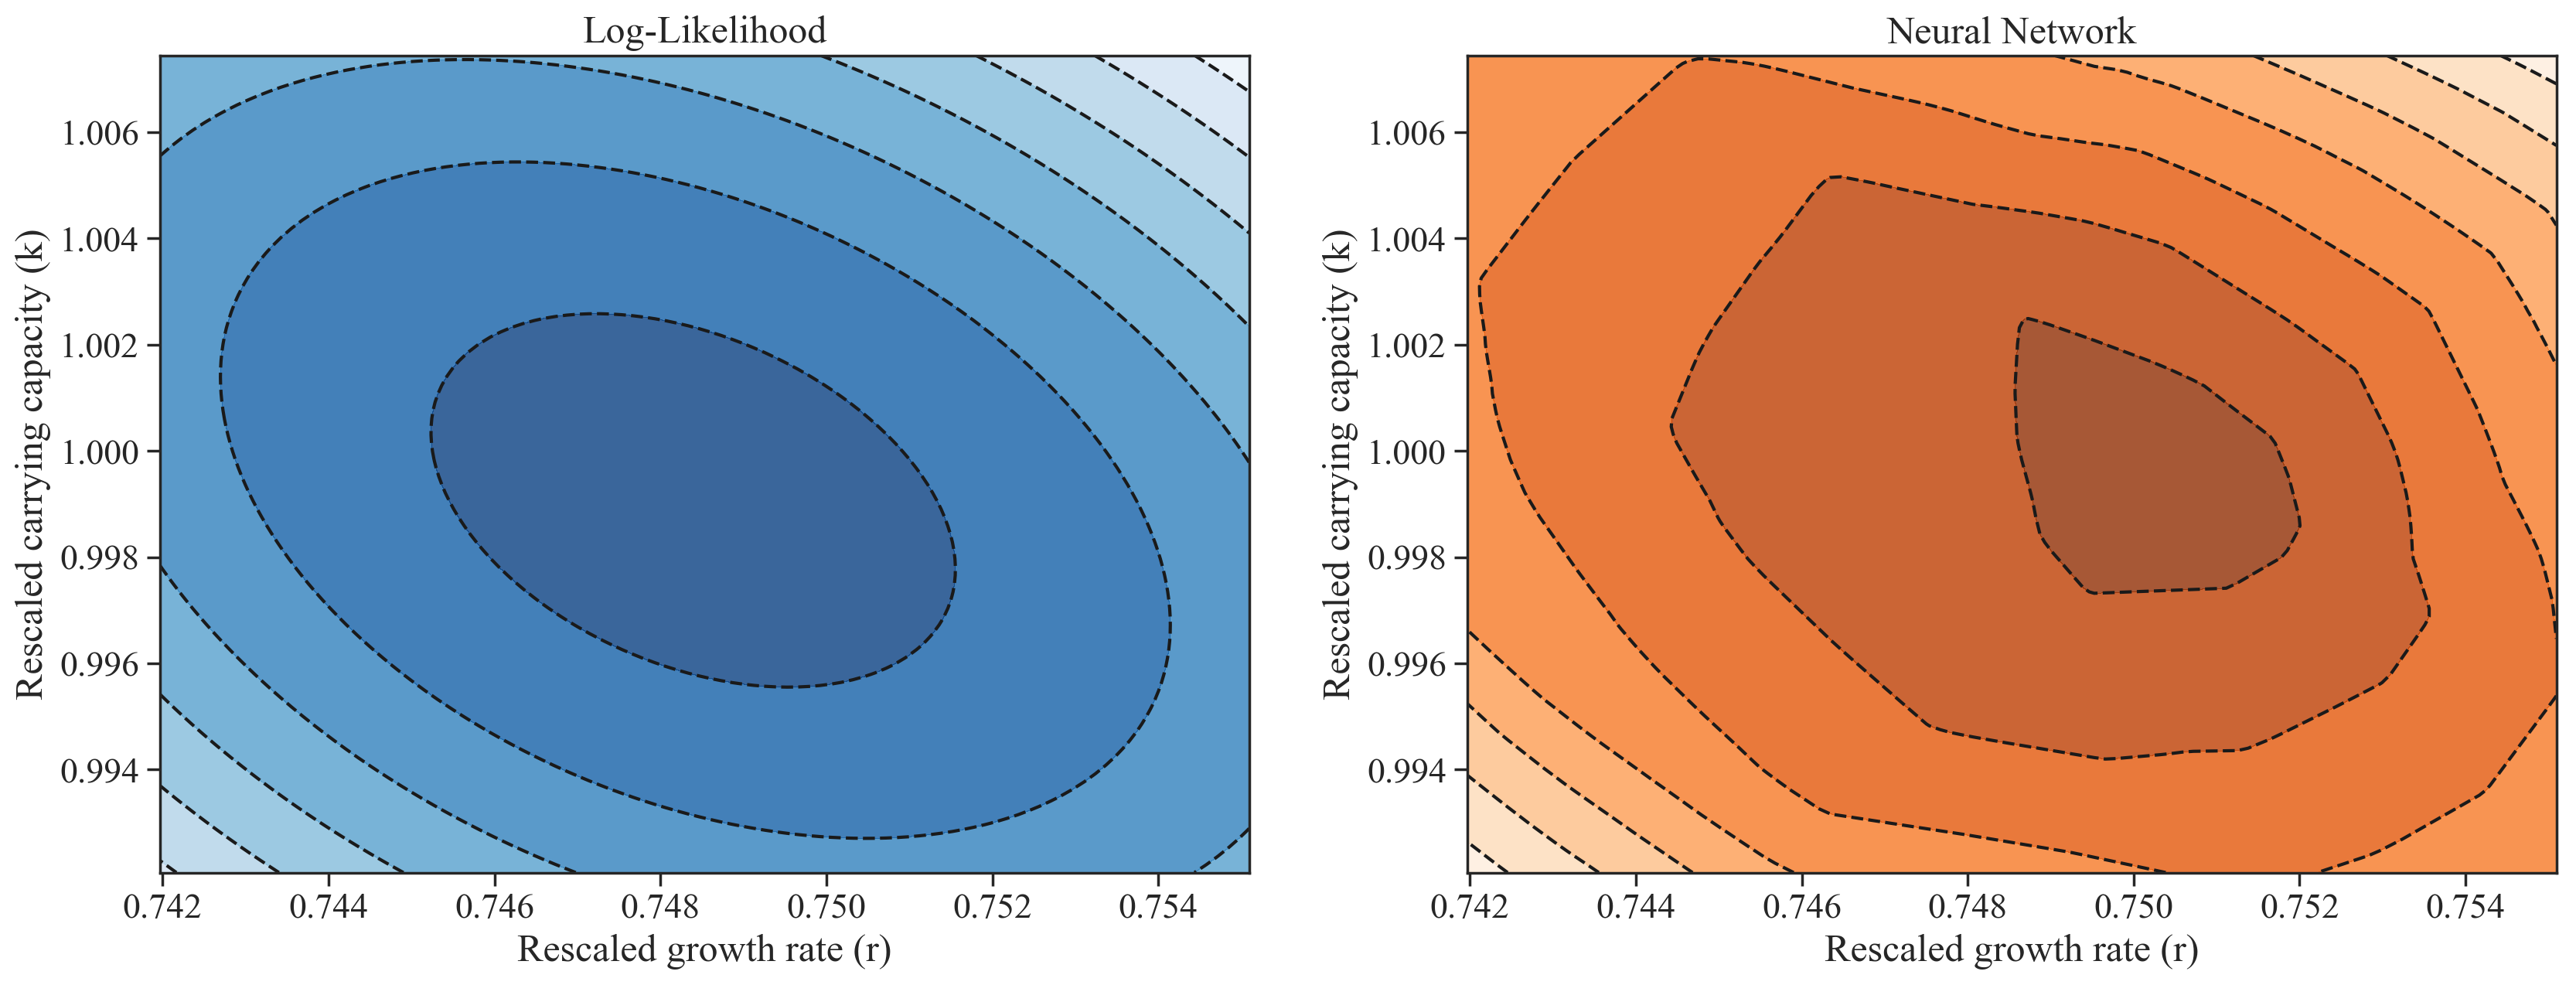 Log-Likelihood
Rescaled carrying capacity (k)
1.006
1.004
1.002
1.000
0.998
0.996
0.994
0.742 0.744 0.746 0.748 0.750 0.752 0.754
Rescaled growth rate (r)
Neural Network
Rescaled carrying capacity (k)
1.006
1.004
1.002
1.000
0.998
0.996
0.994
0.742 0.744 0.746 0.748 0.750 0.752 0.754
Rescaled growth rate (r)